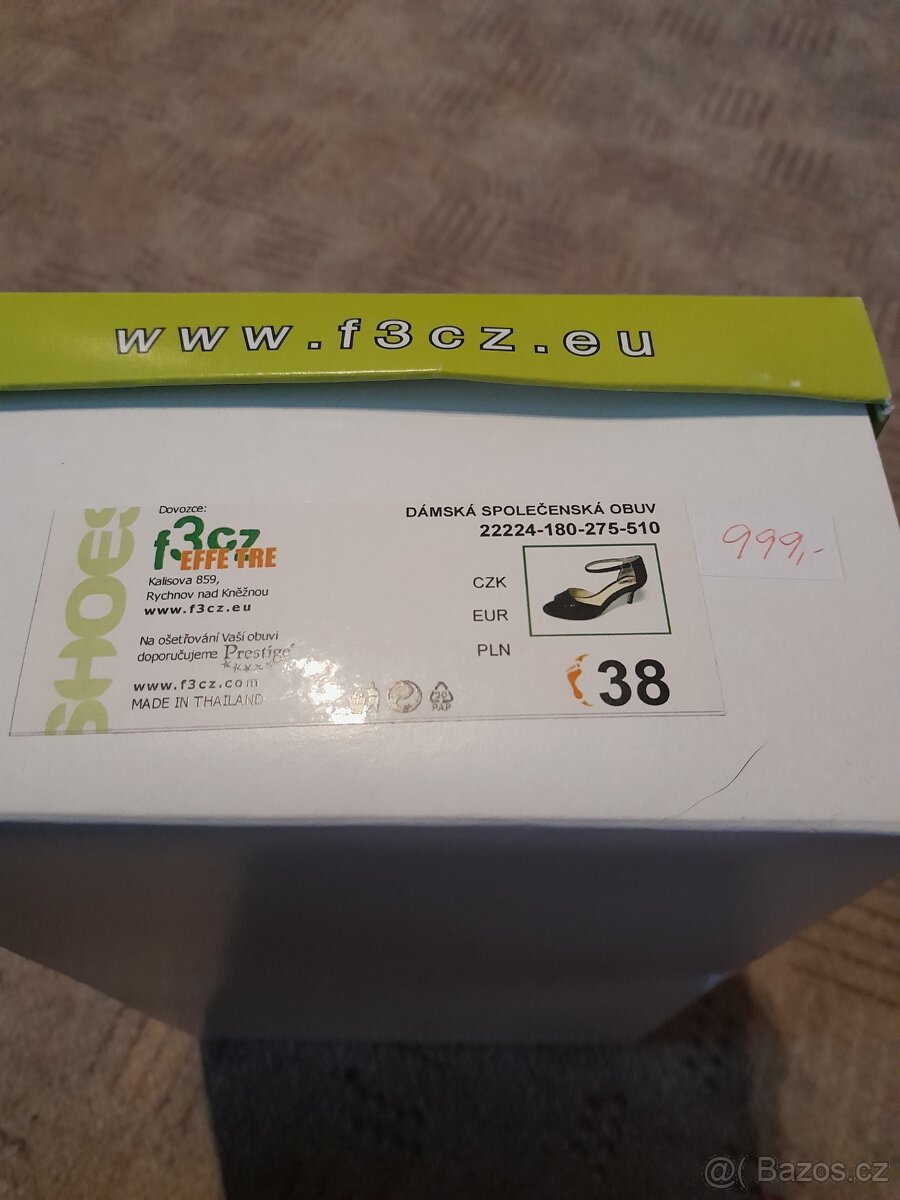 www.f3cz.eu
SHOES
Dovozce:
f3cz
EFFE TRE
Kalisova 859,
Rychnov nad Kněžnou
www.f3cz.eu
Na ošetřování Vaší obuvi
doporučujeme Prestige
www.f3cz.com
MADE IN THAILAND
20
PAP
DÁMSKÁ SPOLEČENSKÁ OBUV
22224-180-275-510
CZK
EUR
PLN
38
999,-
@( Bazos.cz